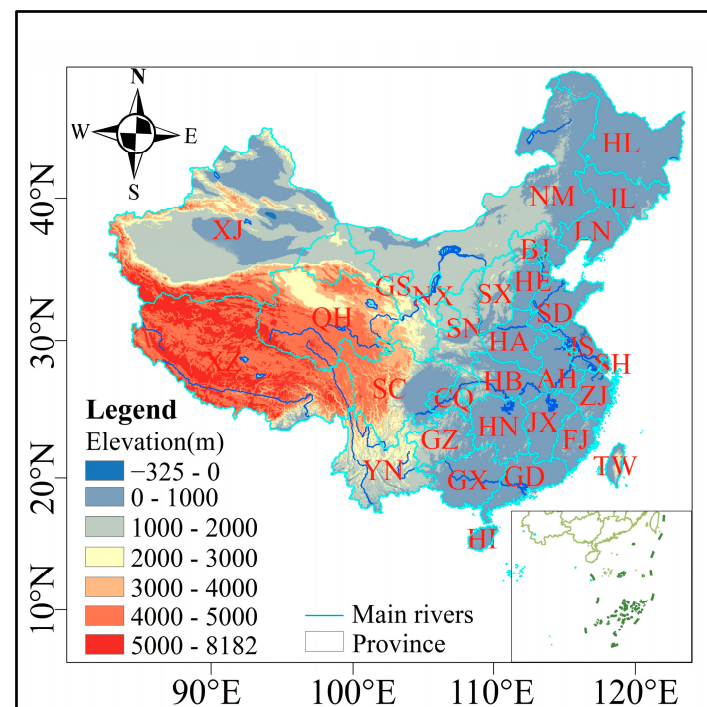 N
W E
S
HL
NM JL
LN
XJ BJ
HE
GS NX SX
QH SD
SN HA JS
XZ SH
SC HB AH
CQ ZJ
HN JX
GZ FJ
YN TW
GX GD
HI
Legend
Elevation(m)
−325 - 0
0 - 1000
1000 - 2000
2000 - 3000
3000 - 4000
4000 - 5000
5000 - 8182
Main rivers
Province
40°N
30°N
20°N
10°N
90°E 100°E 110°E 120°E